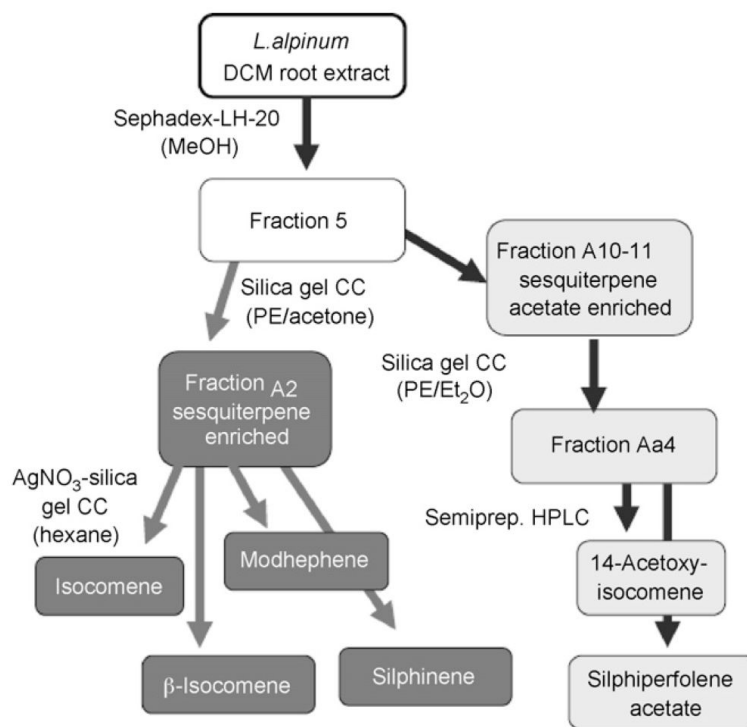 L.alpinum
DCM root extract
Sephadex-LH-20
(MeOH)
Fraction 5
Fraction A10-11
sesquiterpene
acetate enriched
Silica gel CC
(PE/acetone)
Silica gel CC
(PE/Et₂O)
Fraction A2
sesquiterpene
enriched
Fraction Aa4
AgNO₃-silica
gel CC
(hexane)
Semiprep. HPLC
Modhephene
Isocomene
14-Acetoxy-
isocomene
β-Isocomene
Silphinene
Silphiperfolene
acetate